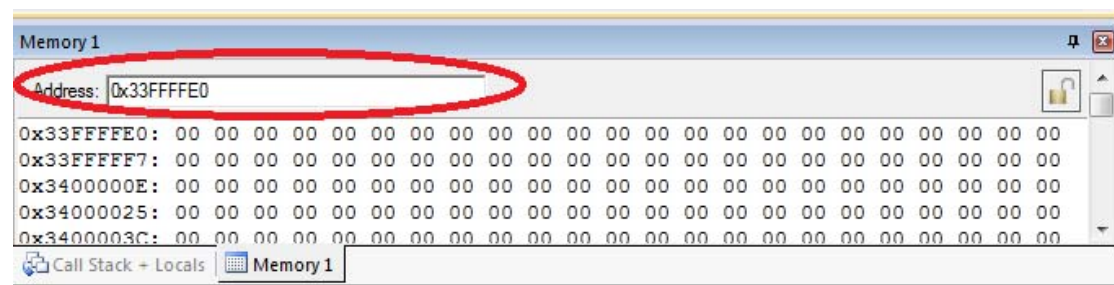 Memory 1
Address: 0x33FFFFE0
0x33FFFFE0: 00 00 00 00 00 00 00 00 00 00 00 00 00 00 00 00 00 00 00 00 00 00 00
0x33FFFFF7: 00 00 00 00 00 00 00 00 00 00 00 00 00 00 00 00 00 00 00 00 00 00 00
0x3400000E: 00 00 00 00 00 00 00 00 00 00 00 00 00 00 00 00 00 00 00 00 00 00 00
0x34000025: 00 00 00 00 00 00 00 00 00 00 00 00 00 00 00 00 00 00 00 00 00 00 00
0x3400003C: 00 00 00 00 00 00 00 00 00 00 00 00 00 00 00 00 00 00 00 00 00 00 00
Call Stack + Locals Memory 1